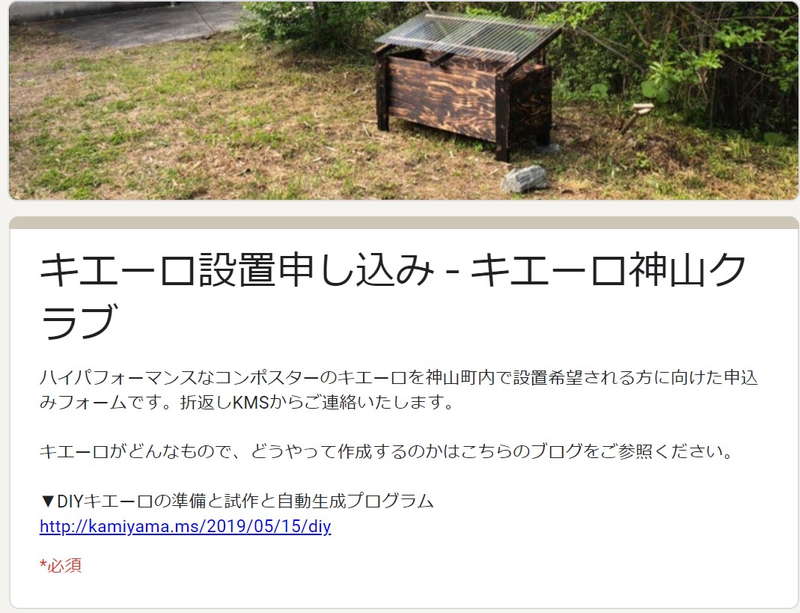 キエーロ設置申し込み - キエーロ神山ク
ラブ
ハイパフォーマンスなコンポスターのキエーロを神山町内で設置希望される方に向けた申込
みフォームです。折返しKMSからご連絡いたします。
キエーロがどんなもので、どうやって作成するのかはこちらのブログをご参照ください。
▼DIYキエーロの準備と試作と自動生成プログラム
http://kamiyama.ms/2019/05/15/diy
*必須